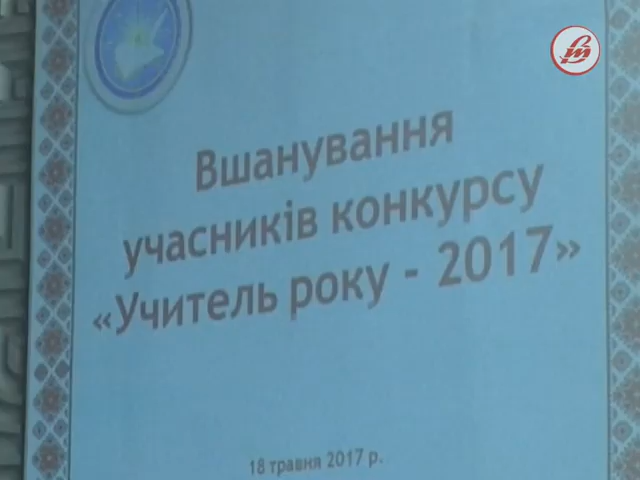 Вшанування
учасників конкурсу
«Учитель року - 2017»
18 травня 2017 р.